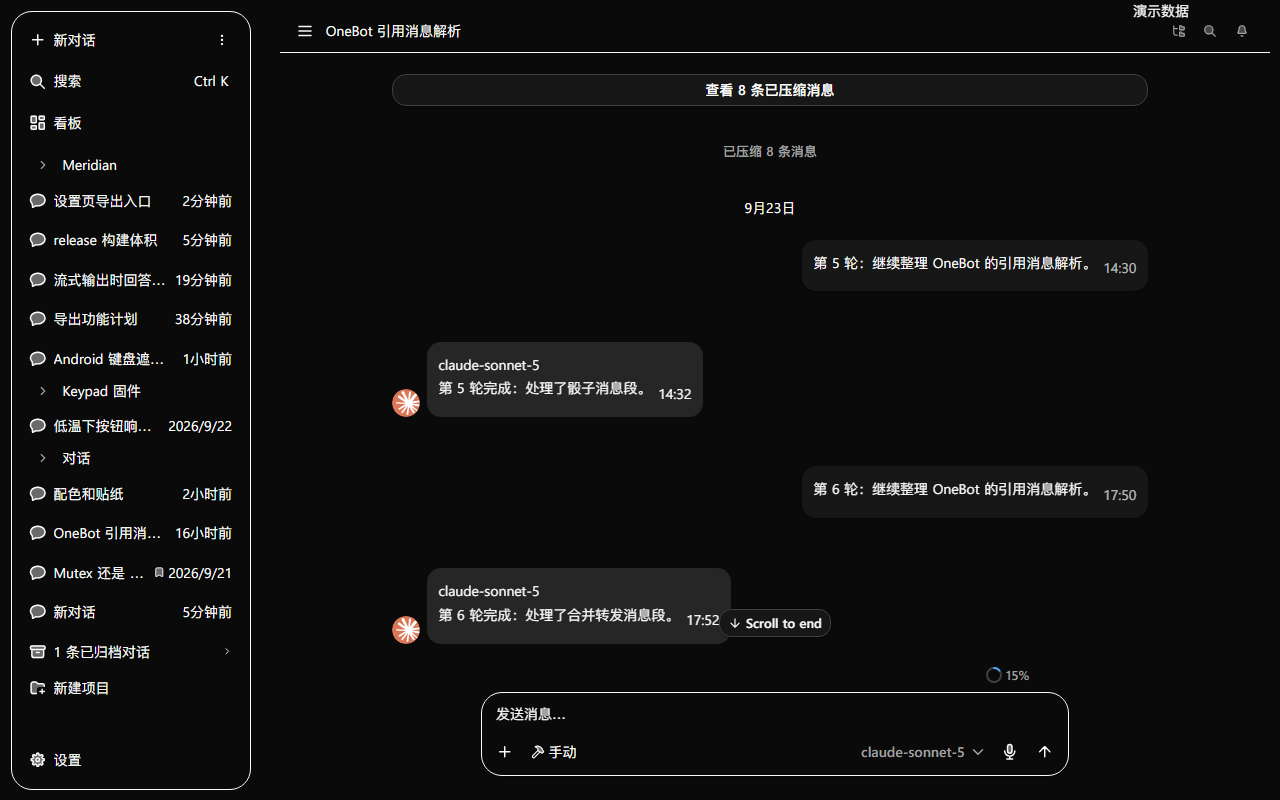 新对话
搜索 Ctrl K
看板
Meridian
设置页导出入口 2分钟前
release 构建体积 5分钟前
流式输出时回答… 19分钟前
导出功能计划 38分钟前
Android 键盘遮… 1小时前
Keypad 固件
低温下按钮响… 2026/9/22
对话
配色和贴纸 2小时前
OneBot 引用消… 16小时前
Mutex 还是 … 2026/9/21
新对话 5分钟前
1 条已归档对话
新建项目
设置
演示数据
OneBot 引用消息解析
查看 8 条已压缩消息
已压缩 8 条消息
9月23日
第 5 轮：继续整理 OneBot 的引用消息解析。 14:30
claude-sonnet-5
第 5 轮完成：处理了骰子消息段。 14:32
第 6 轮：继续整理 OneBot 的引用消息解析。 17:50
claude-sonnet-5
第 6 轮完成：处理了合并转发消息段。 17:52
Scroll to end
15%
发送消息...
手动 claude-sonnet-5